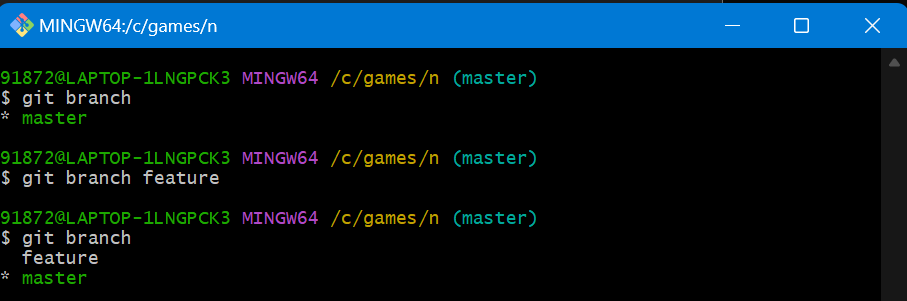 MINGW64:/c/games/n
91872@LAPTOP-1LNGPCK3 MINGW64 /c/games/n (master)
$ git branch
* master
91872@LAPTOP-1LNGPCK3 MINGW64 /c/games/n (master)
$ git branch feature
91872@LAPTOP-1LNGPCK3 MINGW64 /c/games/n (master)
$ git branch
  feature
* master